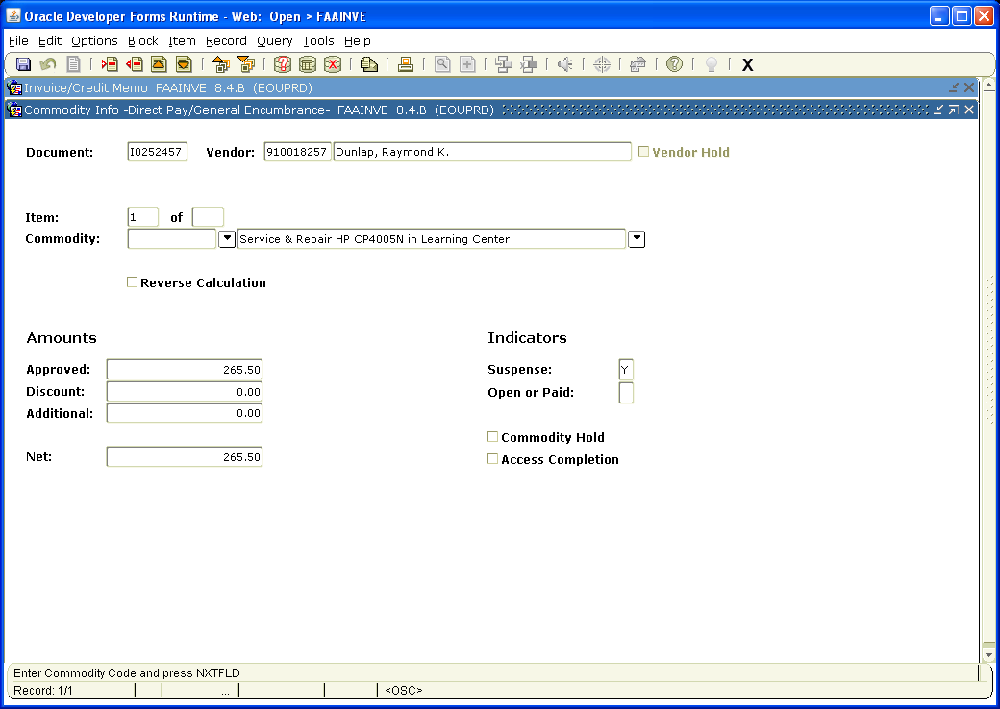 Oracle Developer Forms Runtime - Web: Open > FAAINVE
File Edit Options Block Item Record Query Tools Help
X
Invoice/Credit Memo FAAINVE 8.4.B (EOUPRD)
Commodity Info -Direct Pay/General Encumbrance- FAAINVE 8.4.B (EOUPRD)
Document: I0252457 Vendor: 910018257 Dunlap, Raymond K. Vendor Hold
Item: 1 of
Commodity: Service & Repair HP CP4005N in Learning Center
Reverse Calculation
Amounts Indicators
Approved: 265.50 Suspense: Y
Discount: 0.00 Open or Paid:
Additional: 0.00
Commodity Hold
Net: 265.50 Access Completion
Enter Commodity Code and press NXTFLD
Record: 1/1 ... <OSC>